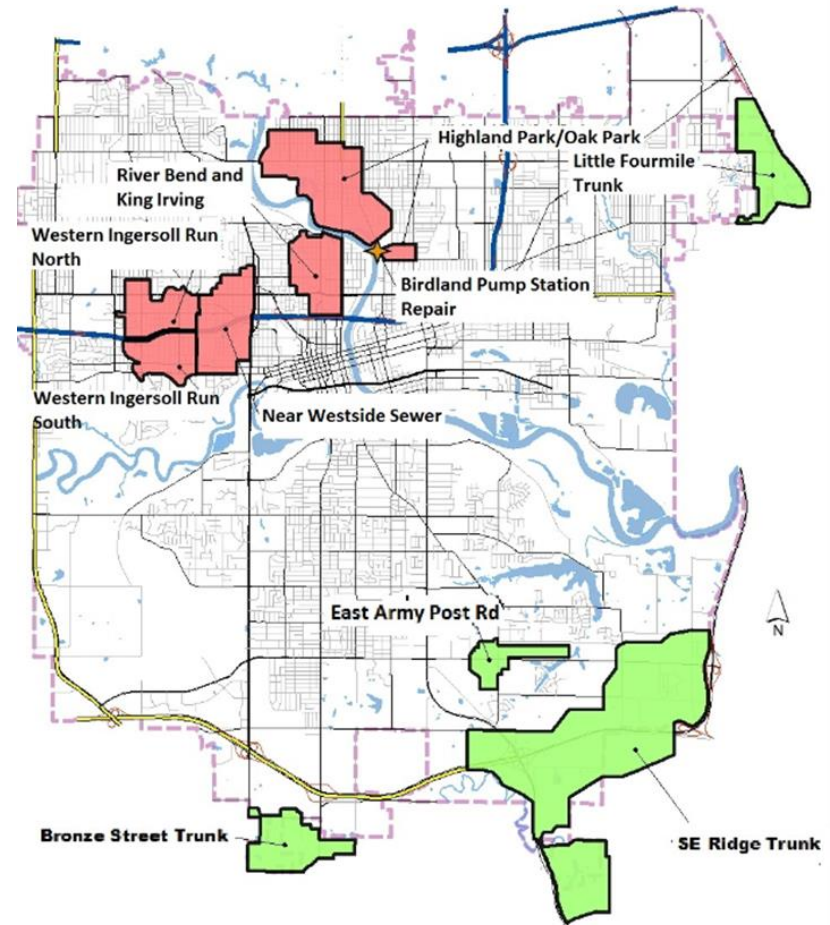 Highland Park/Oak Park
Little Fourmile
Trunk
River Bend and
King Irving
Western Ingersoll Run
North
Birdland Pump Station
Repair
Western Ingersoll Run
South
Near Westside Sewer
East Army Post Rd
N
Bronze Street Trunk
SE Ridge Trunk